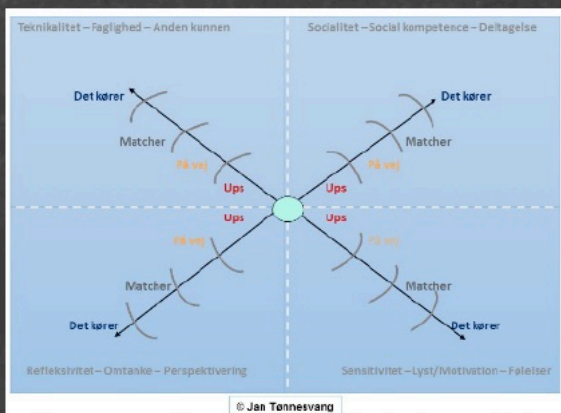 Teknikalitet – Faglighed – Anden kunnen
Socialitet – Social kompetence – Deltagelse
Det kører
Det kører
Matcher
Matcher
På vej
På vej
Ups
Ups
Ups
Ups
På vej
På vej
Matcher
Matcher
Det kører
Det kører
Refleksivitet – Omtanke – Perspektivering
Sensitivitet – Lyst/Motivation – Følelser
© Jan Tønnesvang